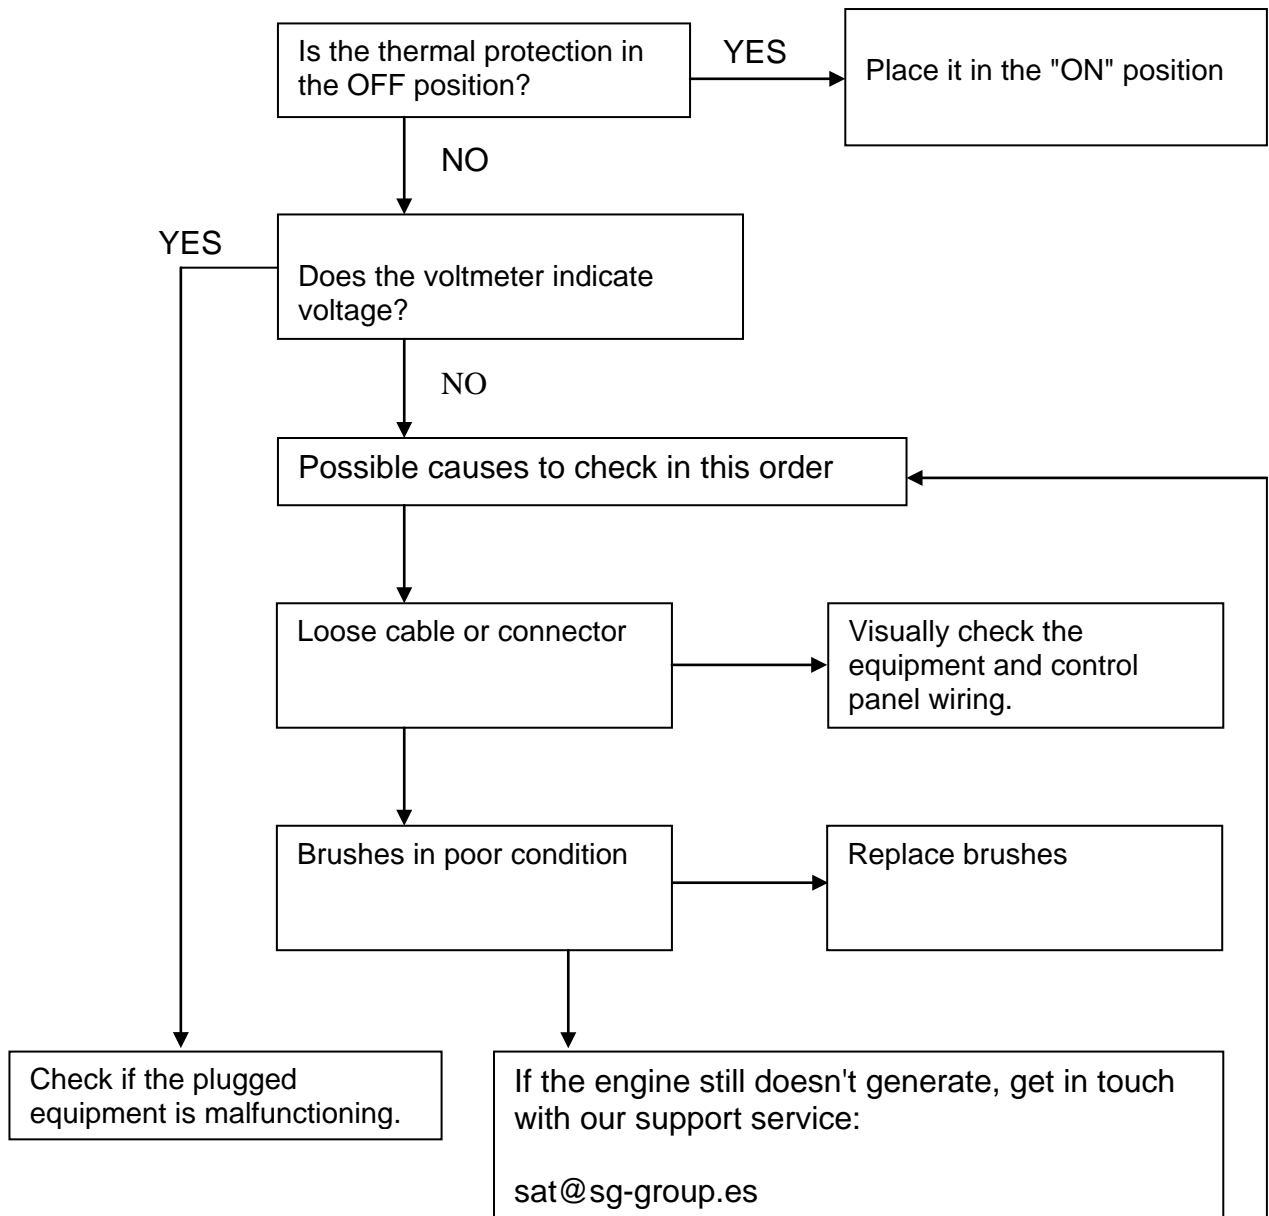 Is the thermal protection in
the OFF position?
YES
Place it in the "ON" position
NO
YES
Does the voltmeter indicate
voltage?
NO
Possible causes to check in this order
Loose cable or connector
Visually check the
equipment and control
panel wiring.
Brushes in poor condition
Replace brushes
Check if the plugged
equipment is malfunctioning.
If the engine still doesn't generate, get in touch
with our support service:
sat@sg-group.es